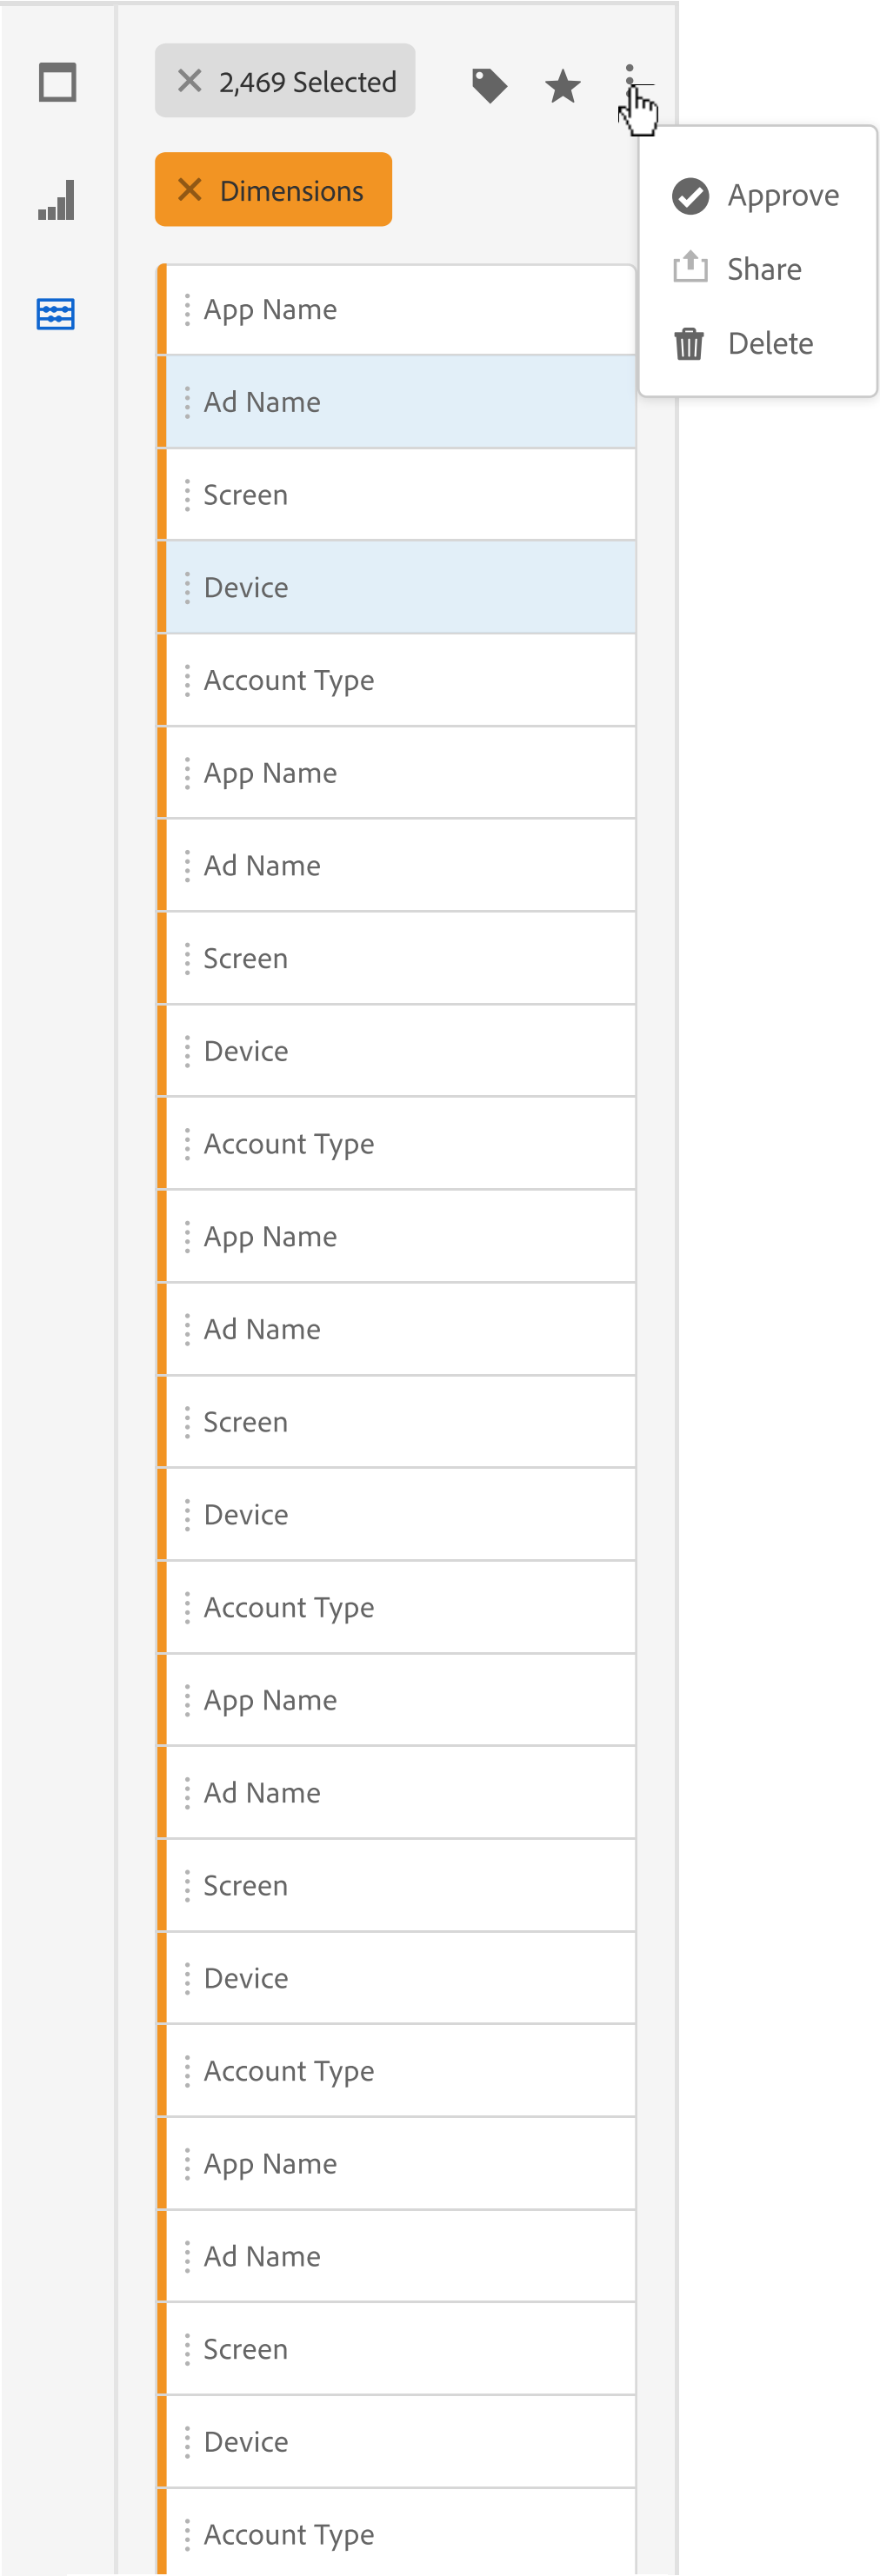 2,469 Selected
Dimensions
Approve
Share
Delete
App Name
Ad Name
Screen
Device
Account Type
App Name
Ad Name
Screen
Device
Account Type
App Name
Ad Name
Screen
Device
Account Type
App Name
Ad Name
Screen
Device
Account Type
App Name
Ad Name
Screen
Device
Account Type